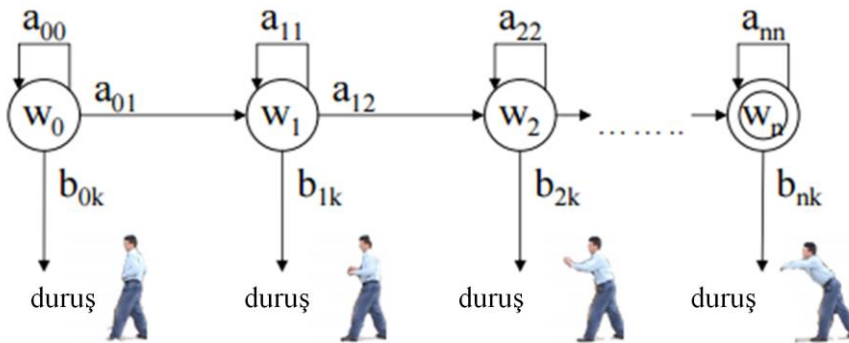 a00 a11 a22 ann
w0 a01 w1 a12 w2 ........ wn
b0k b1k b2k bnk
duruş duruş duruş duruş